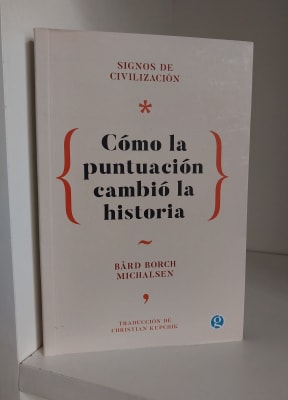 SIGNOS DE
CIVILIZACIÓN
*
{ Cómo la
puntuación
cambió la
historia }
~
BÅRD BORCH
MICHALSEN
,
TRADUCCIÓN DE
CHRISTIAN KUPCHIK
g